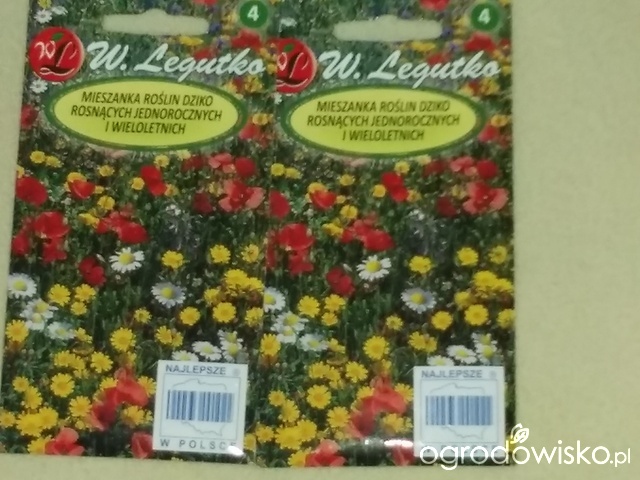 4
W. Legutko
MIESZANKA ROŚLIN DZIKO
ROSNĄCYCH JEDNOROCZNYCH
I WIELOLETNICH
NAJLEPSZE
W POLSCE
4
W. Legutko
MIESZANKA ROŚLIN DZIKO
ROSNĄCYCH JEDNOROCZNYCH
I WIELOLETNICH
NAJLEPSZE
W POL
ogrodowisko.pl